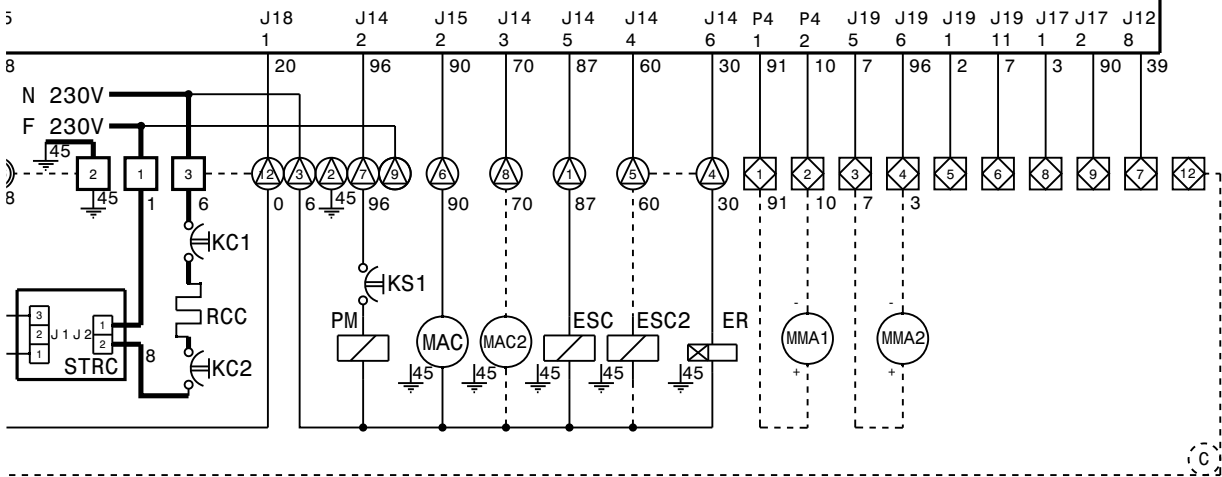 5 J18 J14 J15 J14 J14 J14 J14 P4 P4 J19 J19 J19 J19 J17 J17 J12
1 2 2 3 5 4 6 1 2 5 6 1 11 1 2 8
8 20 96 90 70 87 60 30 91 10 7 96 2 7 3 90 39
N 230V
F 230V
45
2 1 3 12 3 2 7 9 6 8 1 5 4 1 2 3 4 5 6 8 9 7 12
8 45 1 6 0 6 45 96 90 70 87 60 30 91 10 7 3
KC1
KS1
3 1 RCC PM ESC ESC2 ER - -
2 J1 J2 MAC MAC2 MMA1 MMA2
1 2 8
STRC KC2 45 45 45 45 45 + +
C